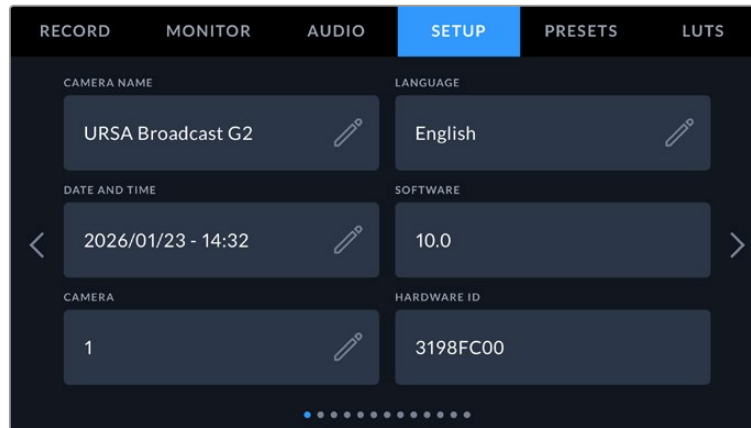 RECORD MONITOR AUDIO SETUP PRESETS LUTS
CAMERA NAME LANGUAGE
URSA Broadcast G2 English
DATE AND TIME SOFTWARE
2026/01/23 - 14:32 10.0
CAMERA HARDWARE ID
1 3198FC00